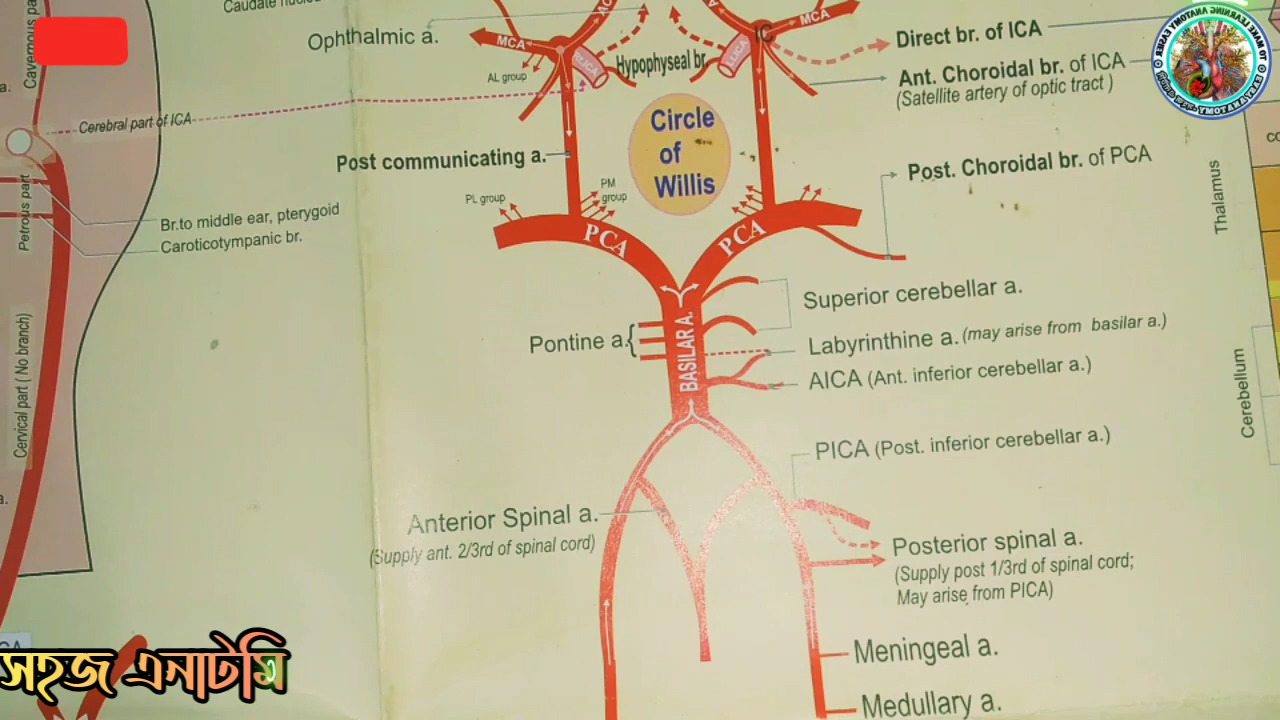 Caudate
Ophthalmic a.
MCA
MCA
Direct br. of ICA
AL group
Hypophyseal br.
Ant. Choroidal br. of ICA
(Satellite artery of optic tract )
Cavernous
Cerebral part of ICA
Circle
of
Willis
Post communicating a.
Post. Choroidal br. of PCA
PL group
PM
group
Thalamus
Petrous part
Br.to middle ear, pterygoid
Caroticotympanic br.
PCA
PCA
Superior cerebellar a.
Pontine a.
BASILAR A.
Labyrinthine a. (may arise from basilar a.)
AICA (Ant. inferior cerebellar a.)
Cervical part ( No branch)
Cerebellum
PICA (Post. inferior cerebellar a.)
Anterior Spinal a.
(Supply ant. 2/3rd of spinal cord)
Posterior spinal a.
(Supply post 1/3rd of spinal cord;
May arise from PICA)
Meningeal a.
Medullary a.
সহজ এনাটমি
TO MAKE LEARNING ANATOMY EASIER